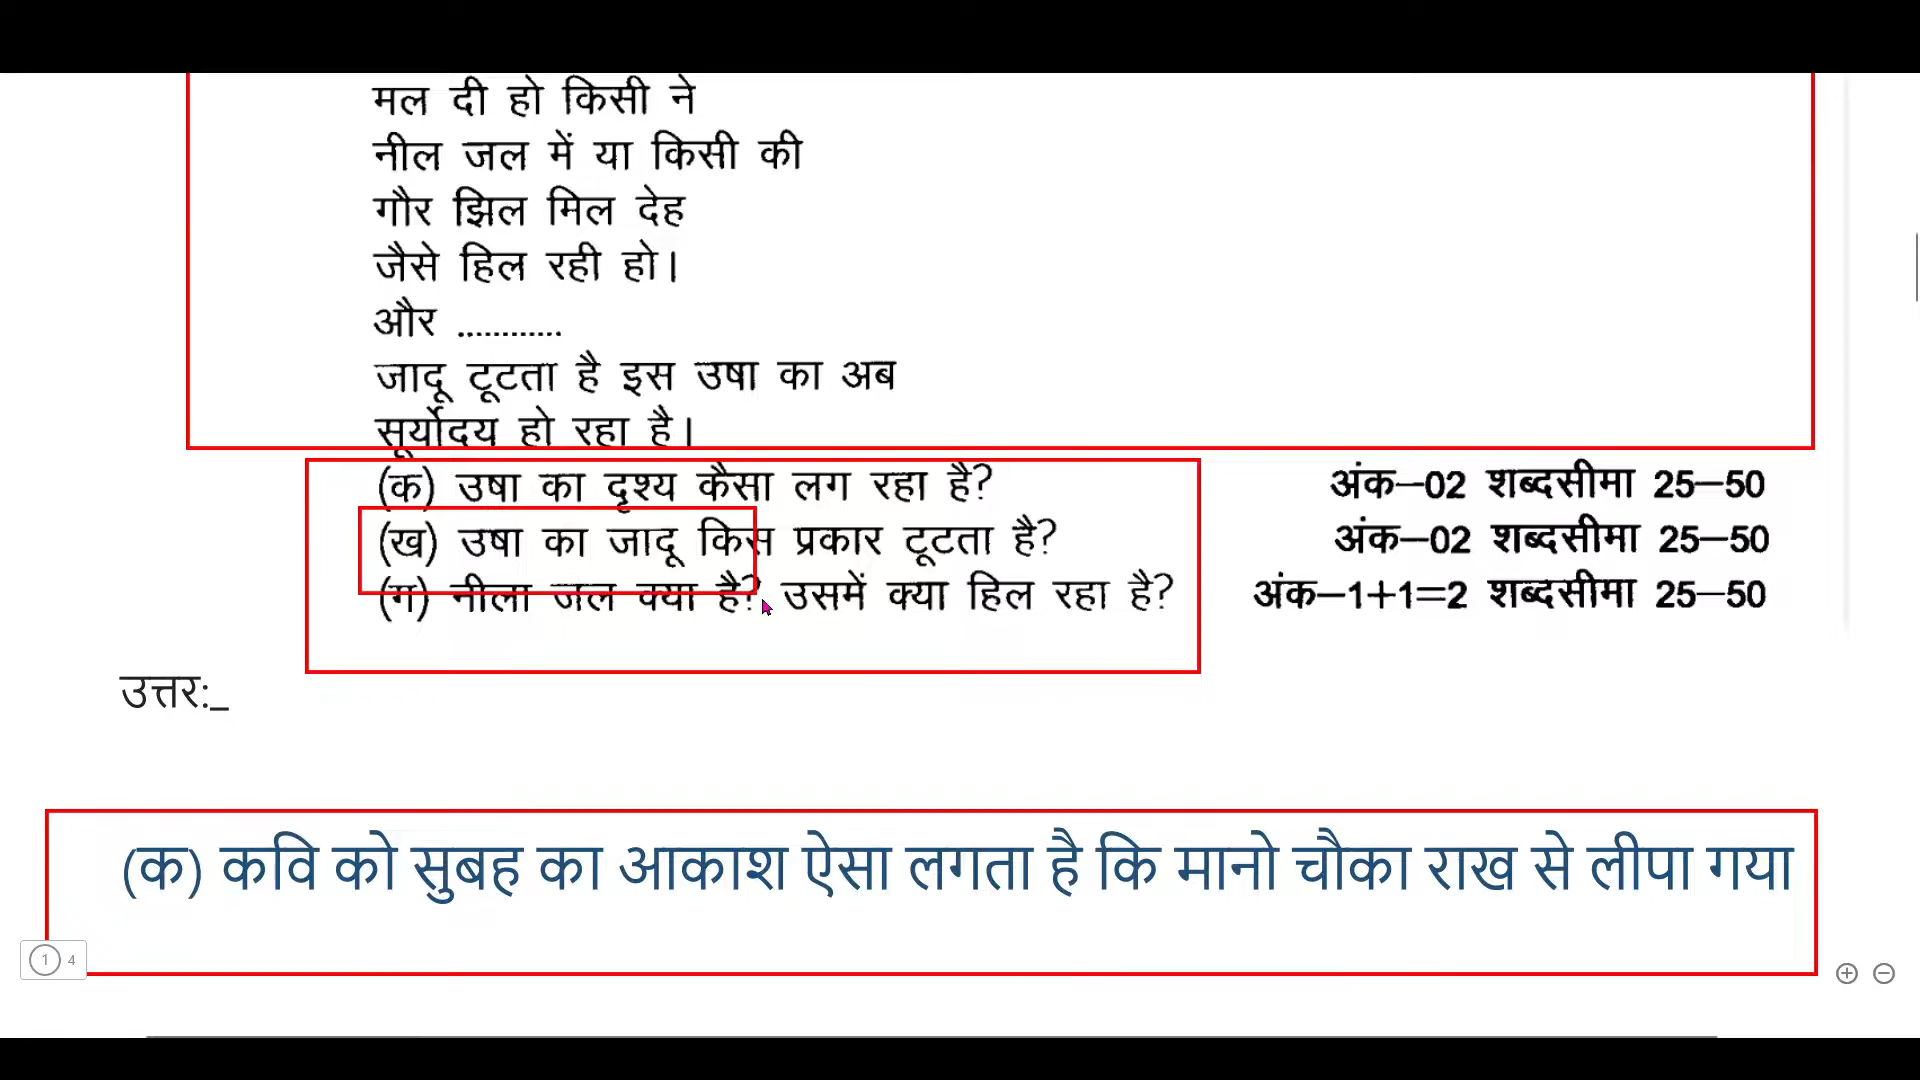 मल दी हो किसी ने
नील जल में या किसी की
गौर झिल मिल देह
जैसे हिल रही हो।
और ............
जादू टूटता है इस उषा का अब
सूर्योदय हो रहा है।
(क) उषा का दृश्य कैसा लग रहा है? अंक–02 शब्दसीमा 25–50
(ख) उषा का जादू किस प्रकार टूटता है? अंक–02 शब्दसीमा 25–50
(ग) नीला जल क्या है? उसमें क्या हिल रहा है? अंक–1+1=2 शब्दसीमा 25–50
उत्तर:_
(क) कवि को सुबह का आकाश ऐसा लगता है कि मानो चौका राख से लीपा गया
1 4